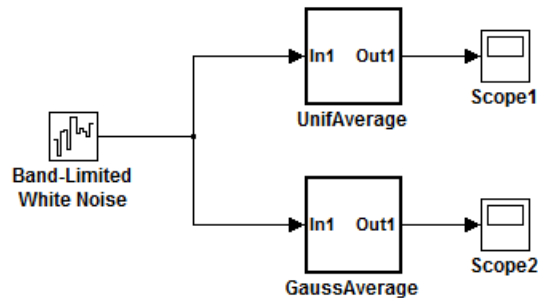 In1 Out1
UnifAverage
Scope1
Band-Limited
White Noise
In1 Out1
GaussAverage
Scope2